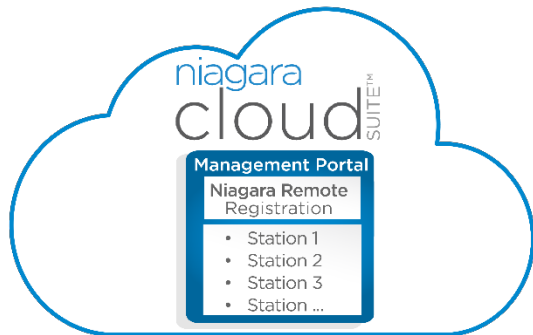 niagara
cloud SUITE™
Management Portal
Niagara Remote
Registration
• Station 1
• Station 2
• Station 3
• Station ...